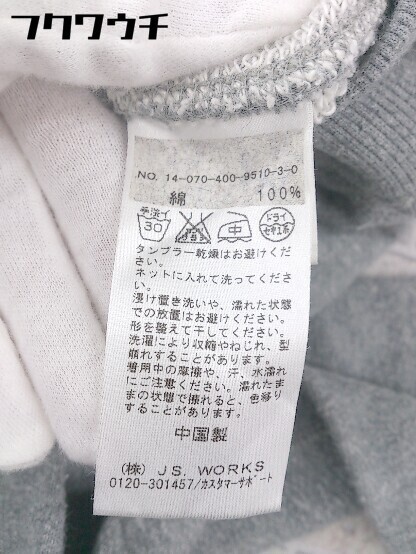 フクワウチ
NO. 14-070-400-9510-3-0
綿 100%
手洗イ 30 エンソサラシ 中 ドライ セキユ系
タンブラー乾燥はお避けくださ
い。
ネットに入れて洗ってくださ
い。
浸け置き洗いや、濡れた状態
での放置はお避けください。
形を整えて干してください。
洗濯により収縮やねじれ、型
崩れすることがあります。
着用中の摩擦や、汗、水濡れ
にご注意ください。濡れたま
まの状態で擦れると、色移り
することが有ります。
中国製
(株) J.S. WORKS
0120-301457/カスタマーサポート